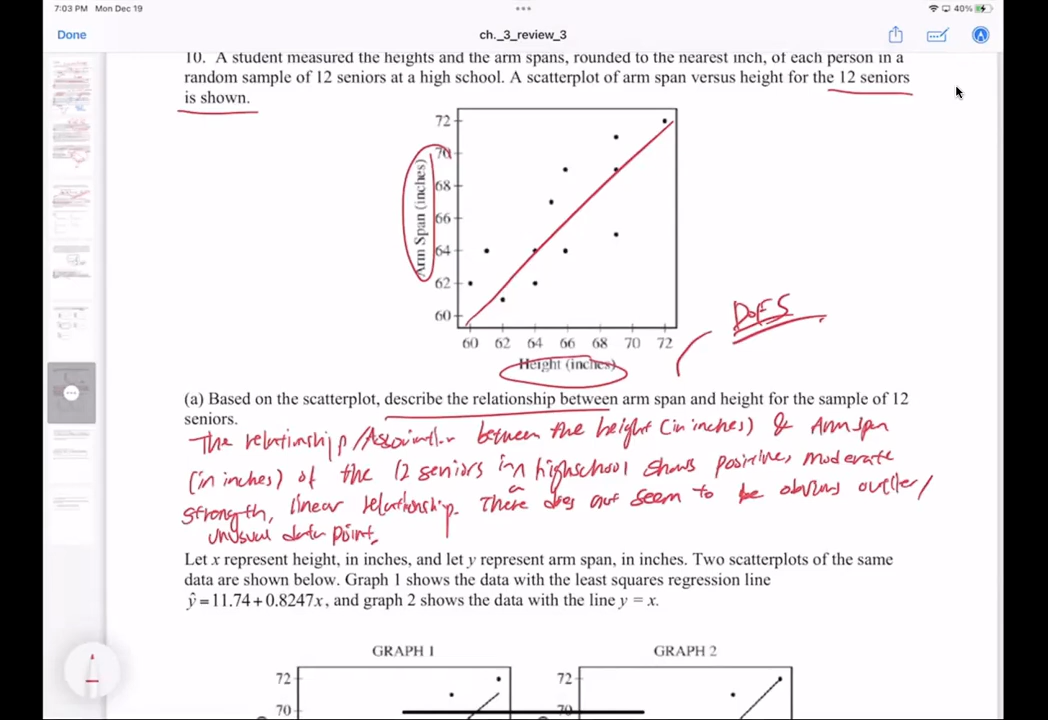 7:03 PM Mon Dec 19
40%
Done
ch._3_review_3
10. A student measured the heights and the arm spans, rounded to the nearest inch, of each person in a
random sample of 12 seniors at a high school. A scatterplot of arm span versus height for the 12 seniors
is shown.
72
70
68
66
64
62
60
Arm Span (inches)
60 62 64 66 68 70 72
Height (inches)
DOFS
(a) Based on the scatterplot, describe the relationship between arm span and height for the sample of 12
seniors.
The relationship/Association between the height (in inches) & Arm span
(in inches) of the 12 seniors in a highschool shows positive, moderate
strength, linear relationship. There does not seem to be obvious outlier/
unusual data point.
Let x represent height, in inches, and let y represent arm span, in inches. Two scatterplots of the same
data are shown below. Graph 1 shows the data with the least squares regression line
ŷ = 11.74 + 0.8247x, and graph 2 shows the data with the line y = x.
GRAPH 1 GRAPH 2
72 72
70 70